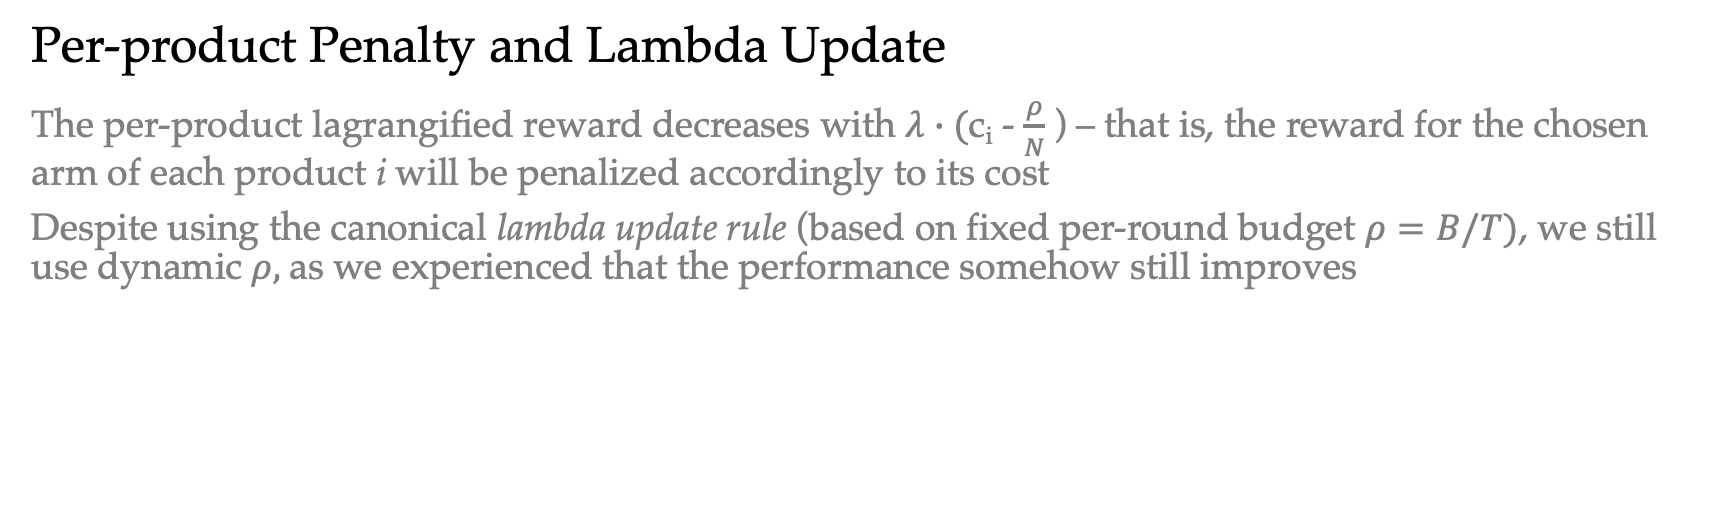 Per-product Penalty and Lambda Update
The per-product lagrangified reward decreases with λ · (cᵢ - ρ/N ) – that is, the reward for the chosen
arm of each product i will be penalized accordingly to its cost
Despite using the canonical lambda update rule (based on fixed per-round budget ρ = B/T), we still
use dynamic ρ, as we experienced that the performance somehow still improves